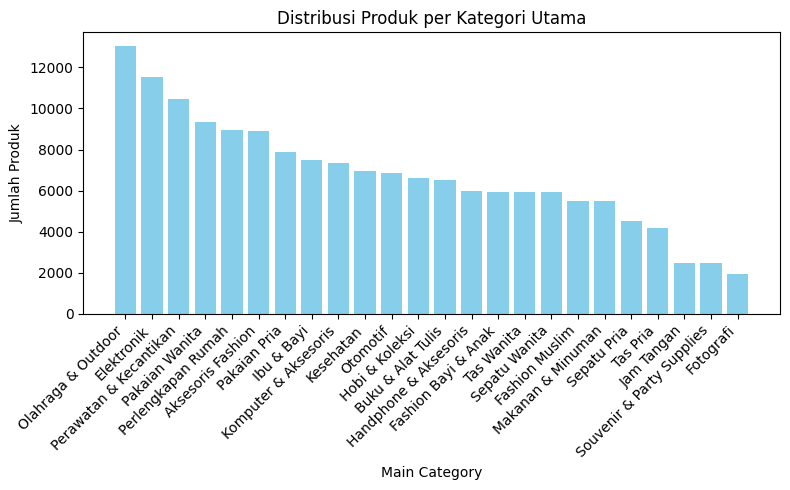 Distribusi Produk per Kategori Utama
Jumlah Produk
12000
10000
8000
6000
4000
2000
0
Olahraga & Outdoor
Elektronik
Perawatan & Kecantikan
Pakaian Wanita
Perlengkapan Rumah
Aksesoris Fashion
Pakaian Pria
Ibu & Bayi
Komputer & Aksesoris
Kesehatan
Otomotif
Hobi & Koleksi
Buku & Alat Tulis
Handphone & Aksesoris
Fashion Bayi & Anak
Tas Wanita
Sepatu Wanita
Fashion Muslim
Makanan & Minuman
Sepatu Pria
Tas Pria
Jam Tangan
Souvenir & Party Supplies
Fotografi
Main Category